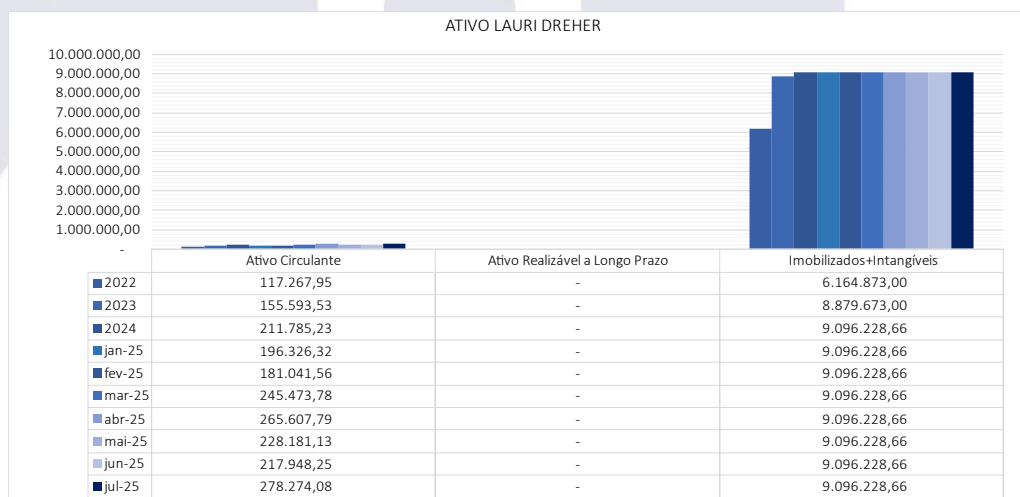 ATIVO LAURI DREHER
10.000.000,00
9.000.000,00
8.000.000,00
7.000.000,00
6.000.000,00
5.000.000,00
4.000.000,00
3.000.000,00
2.000.000,00
1.000.000,00
-
Ativo Circulante Ativo Realizável a Longo Prazo Imobilizados+Intangíveis
2022 117.267,95 - 6.164.873,00
2023 155.593,53 - 8.879.673,00
2024 211.785,23 - 9.096.228,66
jan-25 196.326,32 - 9.096.228,66
fev-25 181.041,56 - 9.096.228,66
mar-25 245.473,78 - 9.096.228,66
abr-25 265.607,79 - 9.096.228,66
mai-25 228.181,13 - 9.096.228,66
jun-25 217.948,25 - 9.096.228,66
jul-25 278.274,08 - 9.096.228,66